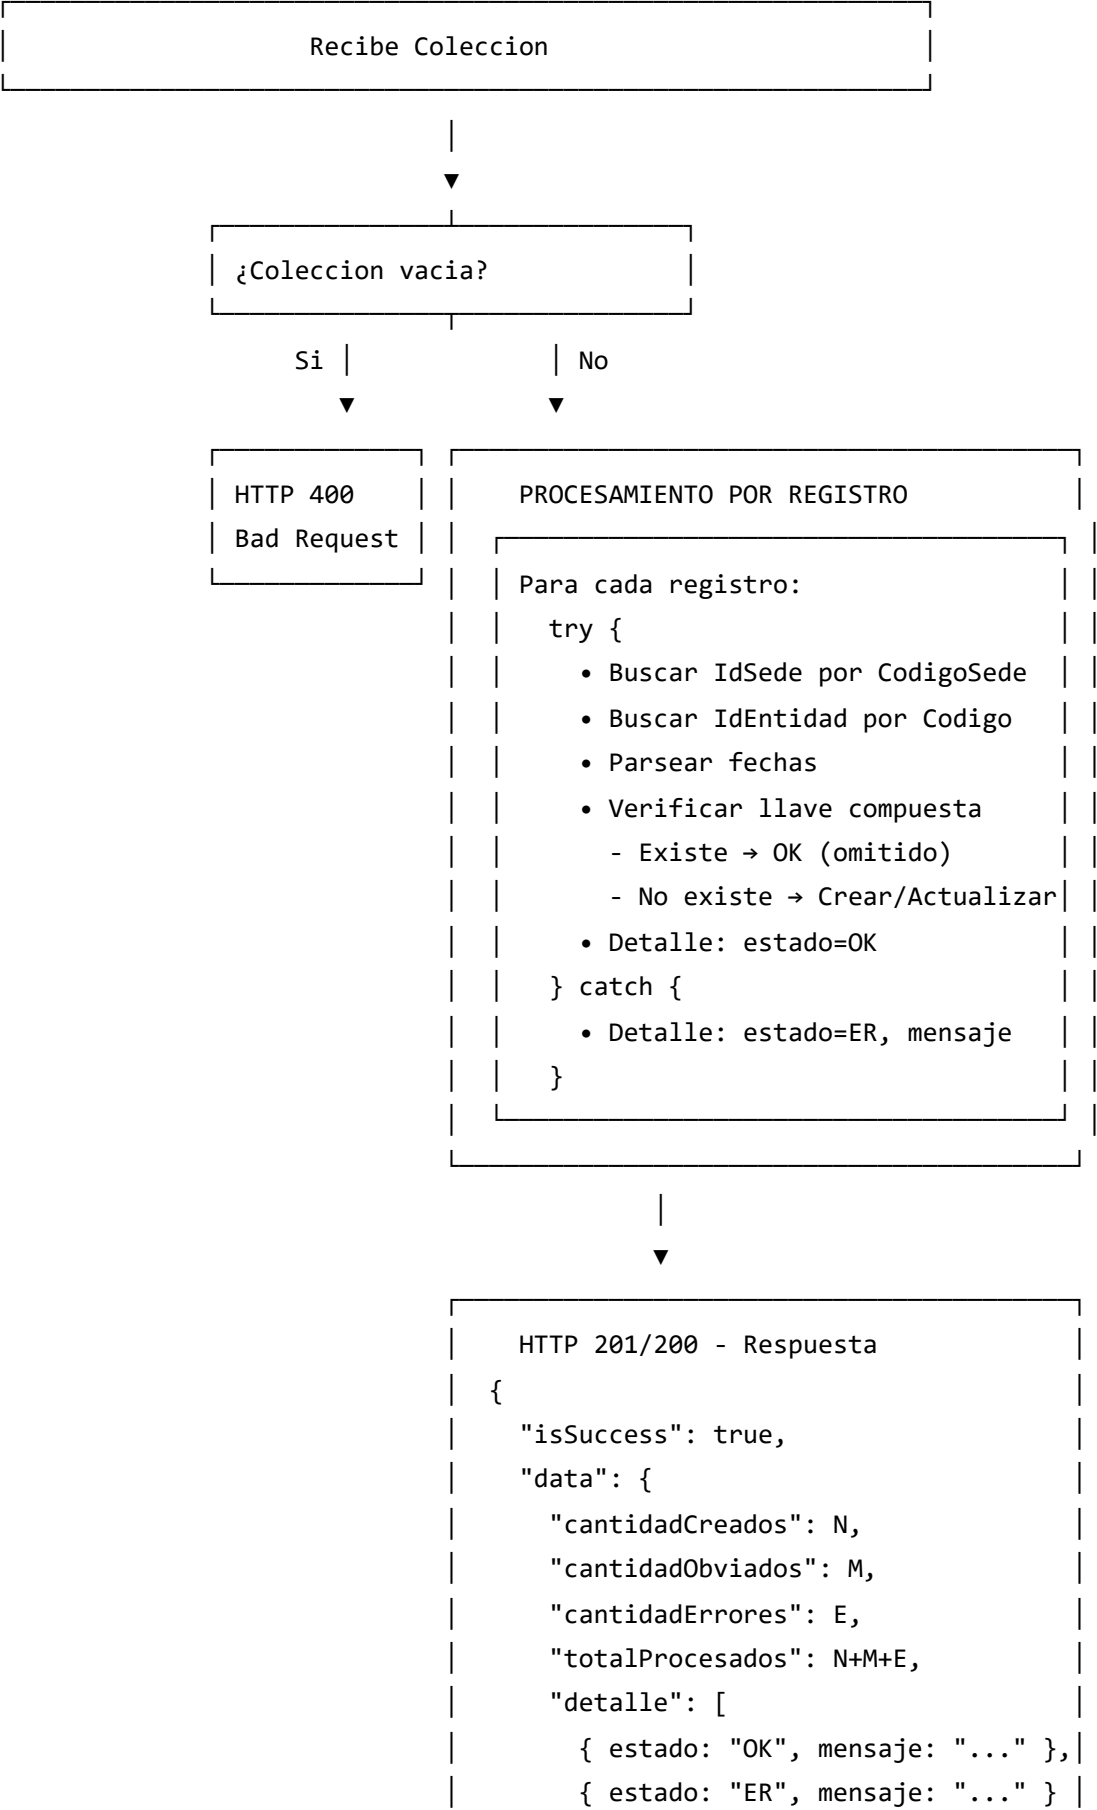 Recibe Coleccion
¿Coleccion vacia?
Si
No
HTTP 400
Bad Request
PROCESAMIENTO POR REGISTRO
Para cada registro:
try {
• Buscar IdSede por CodigoSede
• Buscar IdEntidad por Codigo
• Parsear fechas
• Verificar llave compuesta
- Existe → OK (omitido)
- No existe → Crear/Actualizar
• Detalle: estado=OK
} catch {
• Detalle: estado=ER, mensaje
}
HTTP 201/200 - Respuesta
{
"isSuccess": true,
"data": {
"cantidadCreados": N,
"cantidadObviados": M,
"cantidadErrores": E,
"totalProcesados": N+M+E,
"detalle": [
{ estado: "OK", mensaje: "..." },
{ estado: "ER", mensaje: "..." }